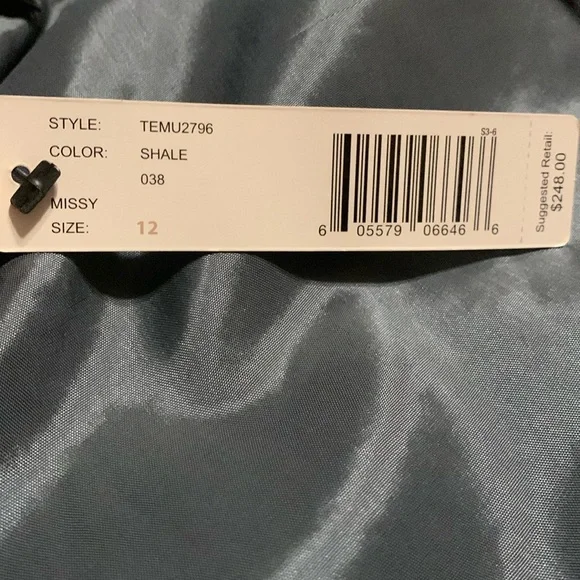 STYLE: TEMU2796
COLOR: SHALE
038
MISSY
SIZE: 12
S3-6
6 05579 06646 6
Suggested Retail:
$248.00